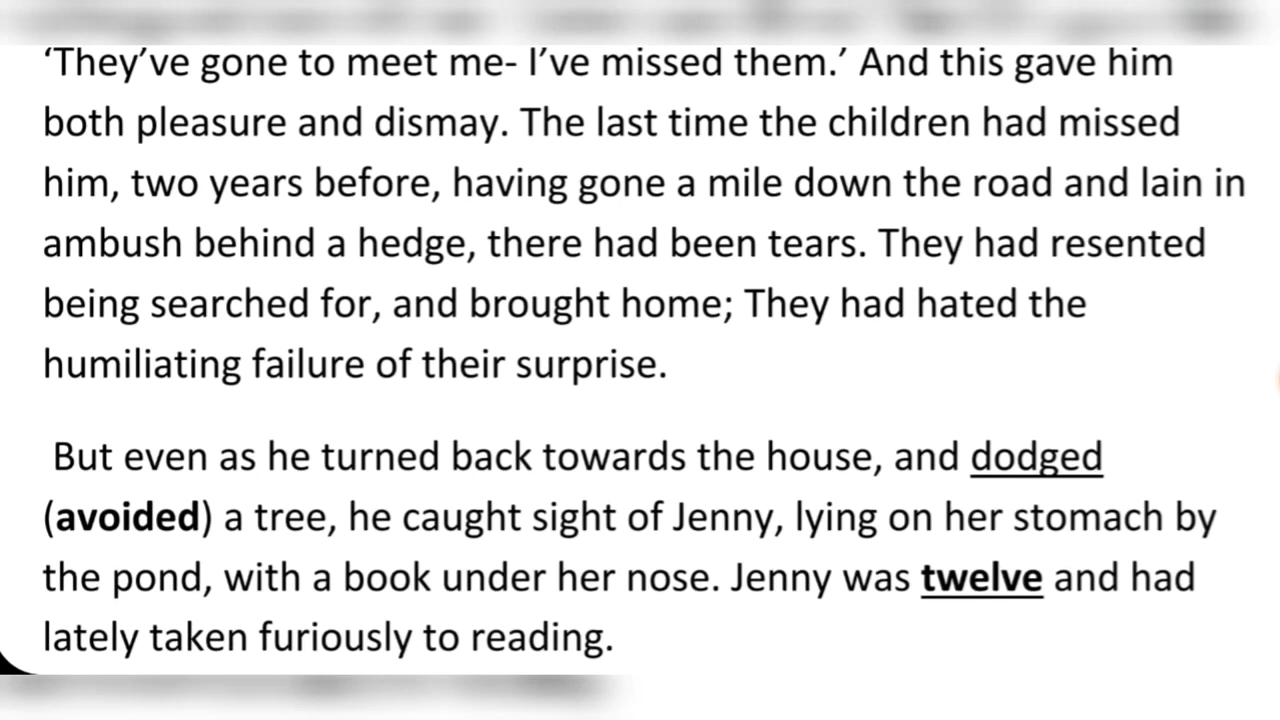 ‘They’ve gone to meet me- I’ve missed them.’ And this gave him
both pleasure and dismay. The last time the children had missed
him, two years before, having gone a mile down the road and lain in
ambush behind a hedge, there had been tears. They had resented
being searched for, and brought home; They had hated the
humiliating failure of their surprise.
But even as he turned back towards the house, and dodged
(avoided) a tree, he caught sight of Jenny, lying on her stomach by
the pond, with a book under her nose. Jenny was twelve and had
lately taken furiously to reading.